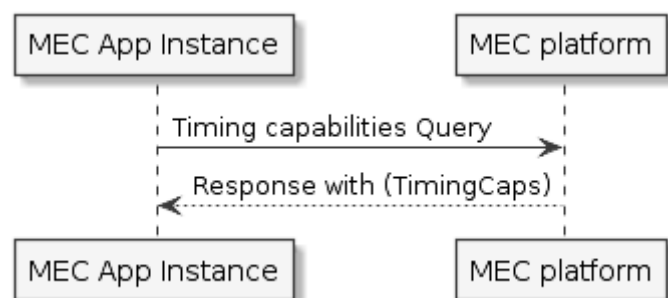 MEC App Instance
MEC platform
Timing capabilities Query
Response with (TimingCaps)
MEC App Instance
MEC platform